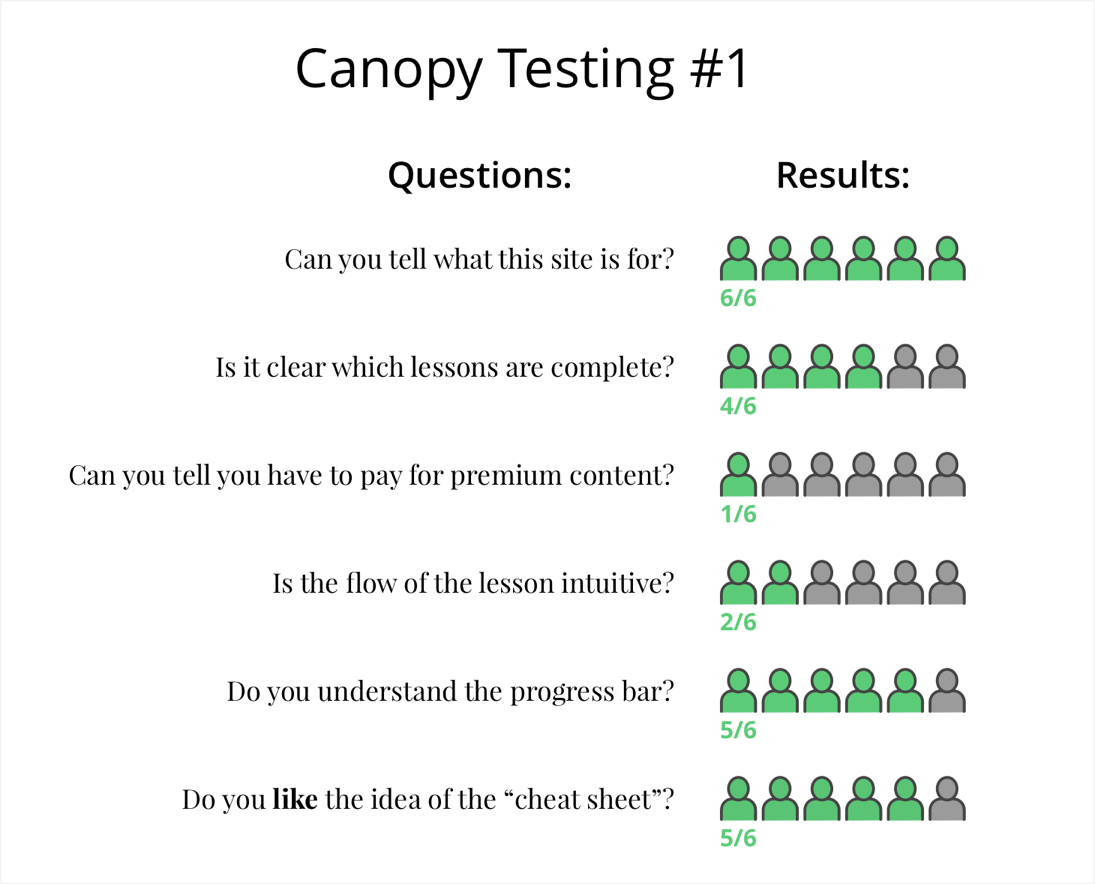 Canopy Testing #1
Questions:
Results:
Can you tell what this site is for?
6/6
Is it clear which lessons are complete?
4/6
Can you tell you have to pay for premium content?
1/6
Is the flow of the lesson intuitive?
2/6
Do you understand the progress bar?
5/6
Do you like the idea of the “cheat sheet”?
5/6